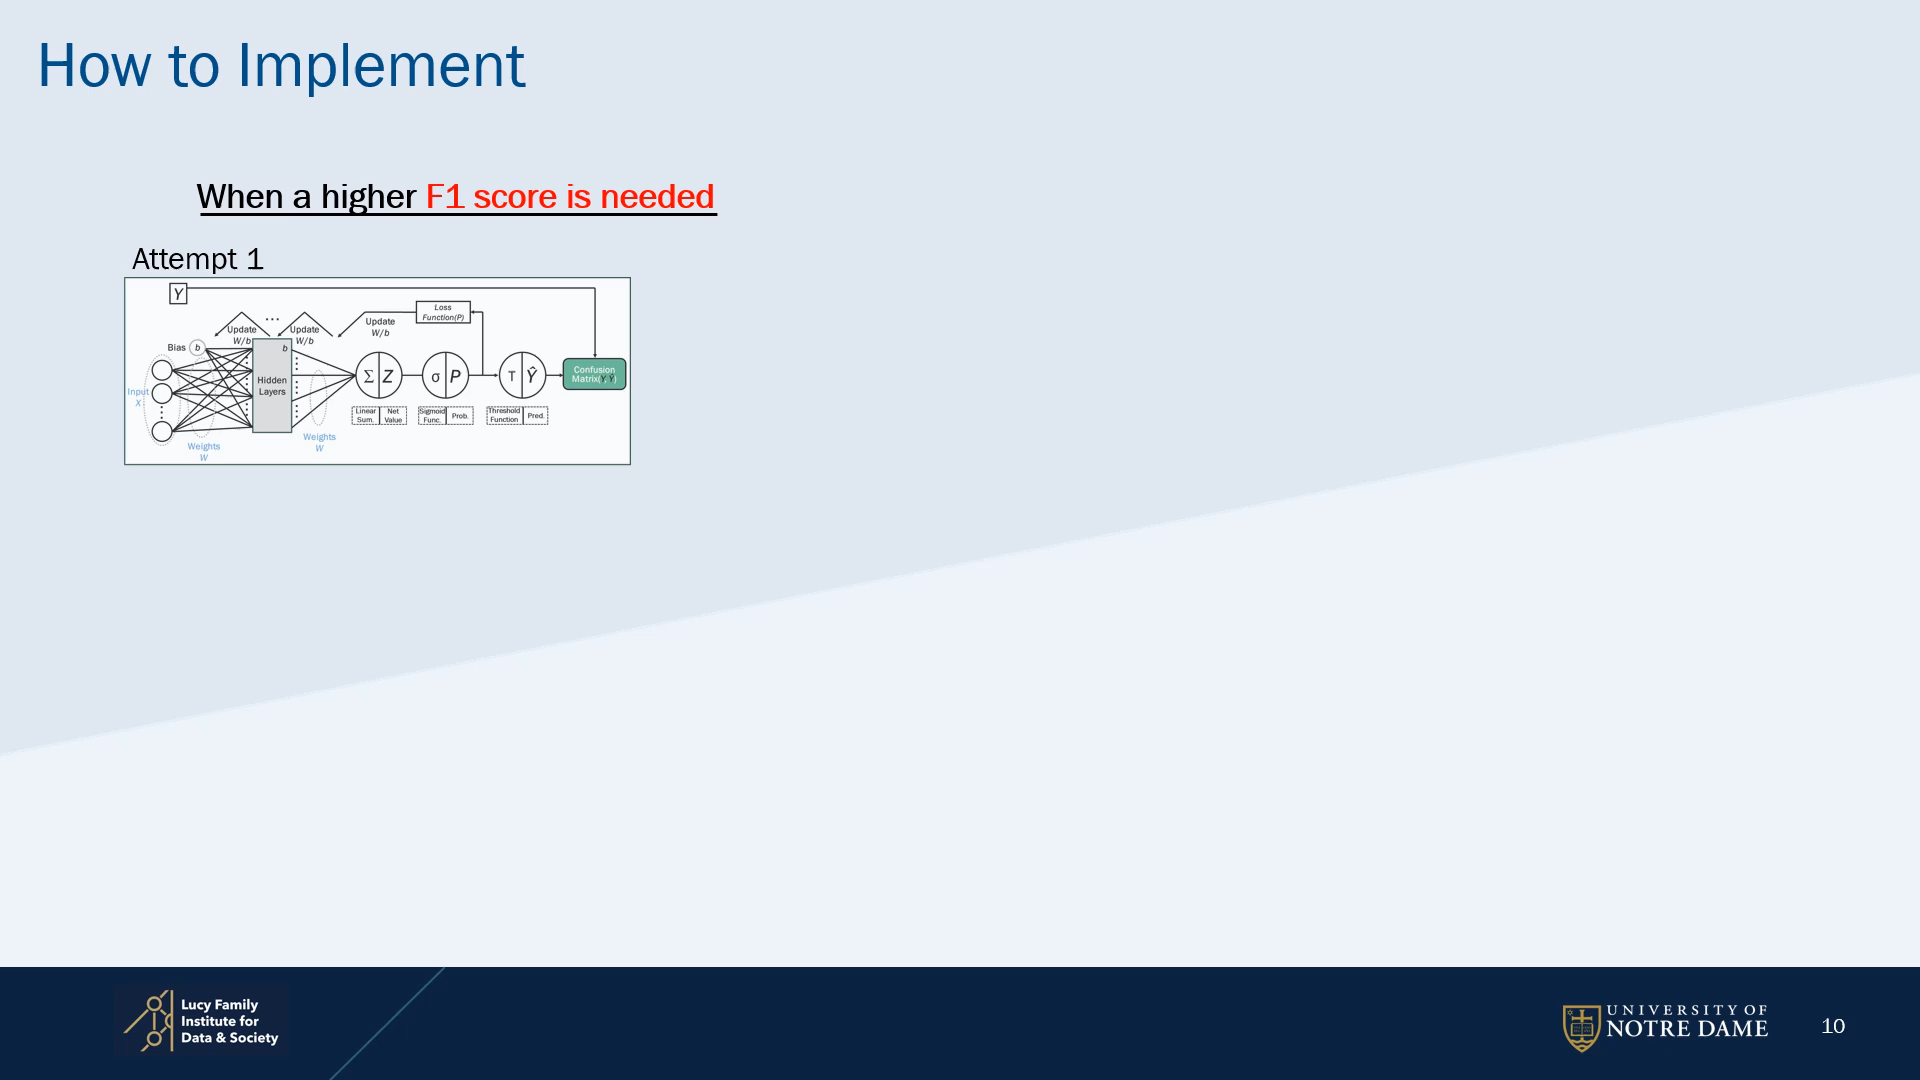 How to Implement
When a higher F1 score is needed
Attempt 1
Y
Loss
Function(P)
...
Update
W/b
Update
W/b
Update
W/b
Bias b
b
Input
X
Hidden
Layers
Σ Z
σ P
T Ŷ
Confusion
Matrix(Y, Ŷ)
Linear
Sum.
Net
Value
Sigmoid
Func.
Prob.
Threshold
Function
Pred.
Weights
W
Weights
W
Lucy Family
Institute for
Data & Society
UNIVERSITY OF
NOTRE DAME
10